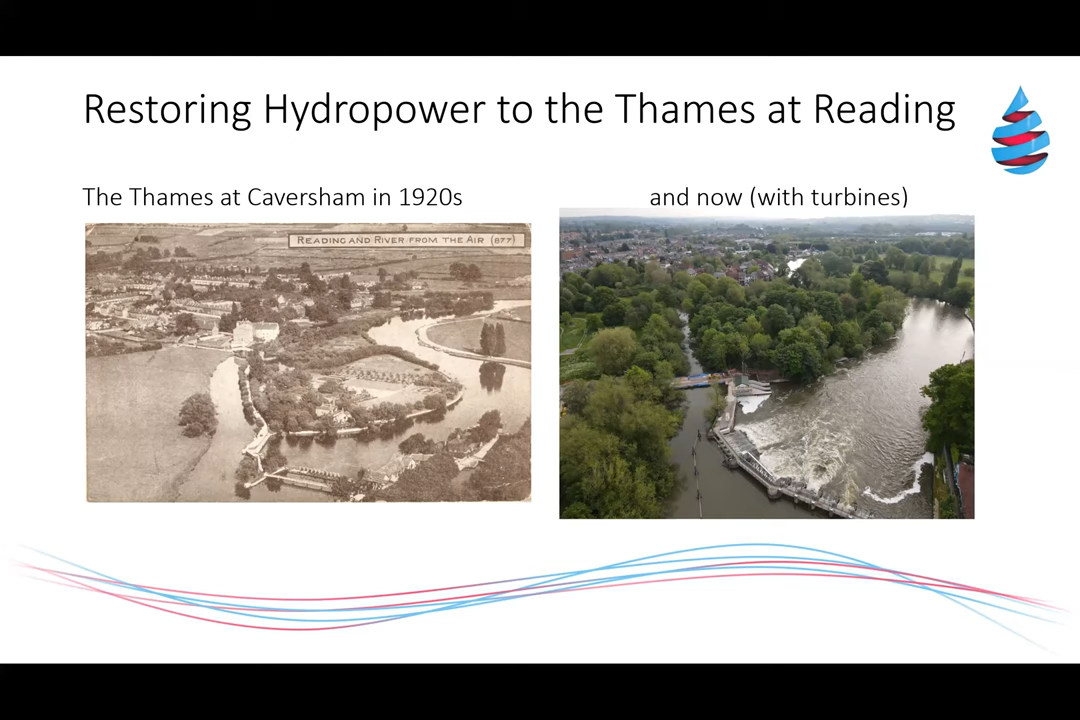 Restoring Hydropower to the Thames at Reading
The Thames at Caversham in 1920s
and now (with turbines)
READING AND RIVER FROM THE AIR (877)